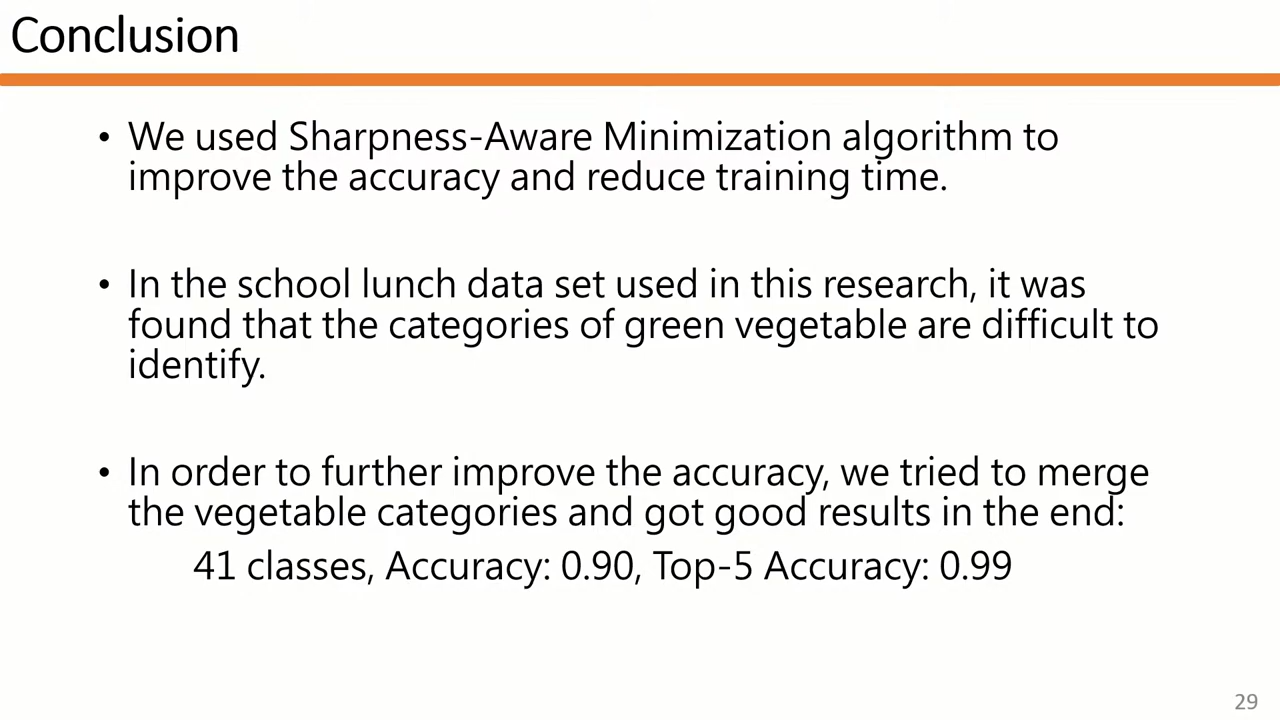 Conclusion
• We used Sharpness-Aware Minimization algorithm to
improve the accuracy and reduce training time.
• In the school lunch data set used in this research, it was
found that the categories of green vegetable are difficult to
identify.
• In order to further improve the accuracy, we tried to merge
the vegetable categories and got good results in the end:
41 classes, Accuracy: 0.90, Top-5 Accuracy: 0.99
29